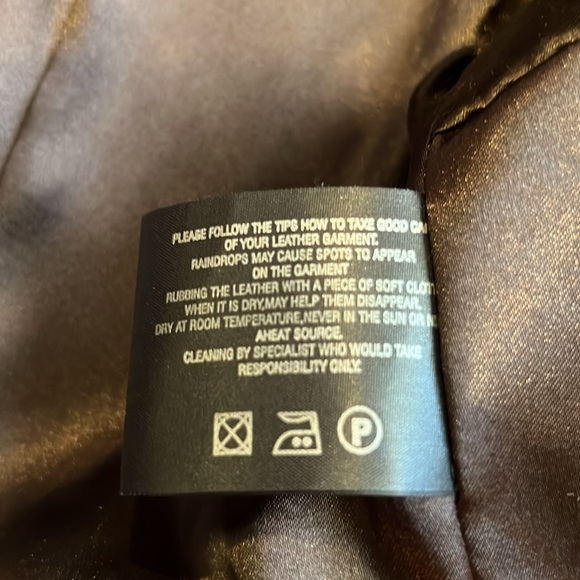 PLEASE FOLLOW THE TIPS HOW TO TAKE GOOD CA
OF YOUR LEATHER GARMENT.
RAINDROPS MAY CAUSE SPOTS TO APPEAR
ON THE GARMENT
RUBBING THE LEATHER WITH A PIECE OF SOFT CLOT
WHEN IT IS DRY,MAY HELP THEM DISAPPEAR.
DRY AT ROOM TEMPERATURE,NEVER IN THE SUN OR
AHEAT SOURCE.
CLEANING BY SPECIALIST WHO WOULD TAKE
RESPONSIBILITY ONLY.
P